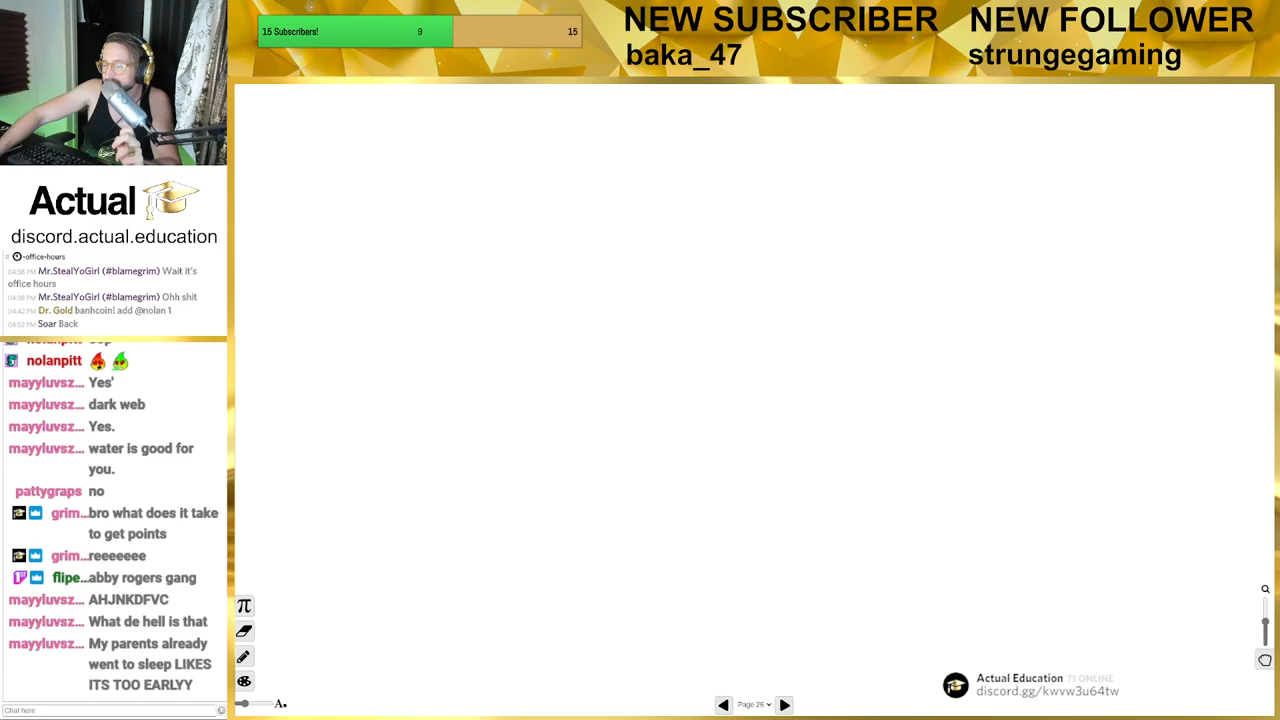 15 Subscribers! 9 15
NEW SUBSCRIBER
baka_47
NEW FOLLOWER
strungegaming
Actual
discord.actual.education
# -office-hours
04:38 PM Mr.StealYoGirl (#blamegrim) Wait it's
office hours
04:38 PM Mr.StealYoGirl (#blamegrim) Ohh shit
04:42 PM Dr. Gold banhcoin! add @nolan 1
04:52 PM Soar Back
nolanpitt
mayyluvsz... Yes'
mayyluvsz... dark web
mayyluvsz... Yes.
mayyluvsz... water is good for
you.
pattygraps no
grim... bro what does it take
to get points
grim... reeeeeee
flipe... abby rogers gang
mayyluvsz... AHJNKDFVC
mayyluvsz... What de hell is that
mayyluvsz... My parents already
went to sleep LIKES
ITS TOO EARLYY
Chat here
π
A
Page 26
Actual Education 71 ONLINE
discord.gg/kwvw3u64tw